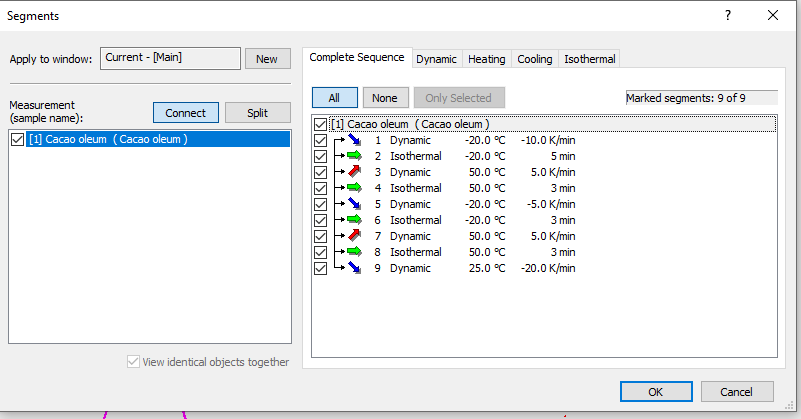 Segments
?
Apply to window: Current - [Main] New
Measurement
(sample name): Connect Split
[1] Cacao oleum ( Cacao oleum )
View identical objects together
Complete Sequence Dynamic Heating Cooling Isothermal
All None Only Selected Marked segments: 9 of 9
[1] Cacao oleum ( Cacao oleum )
1 Dynamic -20.0 °C -10.0 K/min
2 Isothermal -20.0 °C 5 min
3 Dynamic 50.0 °C 5.0 K/min
4 Isothermal 50.0 °C 3 min
5 Dynamic -20.0 °C -5.0 K/min
6 Isothermal -20.0 °C 3 min
7 Dynamic 50.0 °C 5.0 K/min
8 Isothermal 50.0 °C 3 min
9 Dynamic 25.0 °C -20.0 K/min
OK Cancel